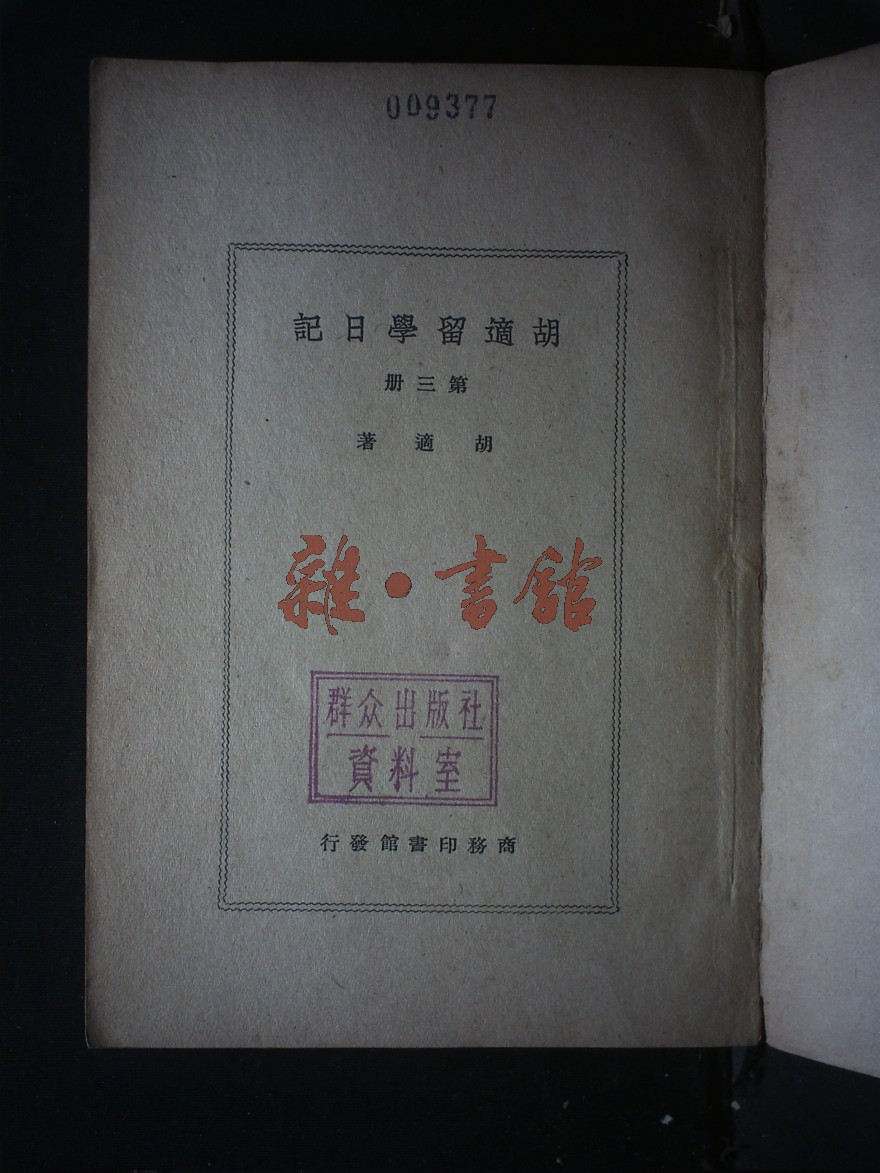 009377
胡適留學日記
第三册
胡適著
雜·書館
群众出版社
資料室
商務印書館發行